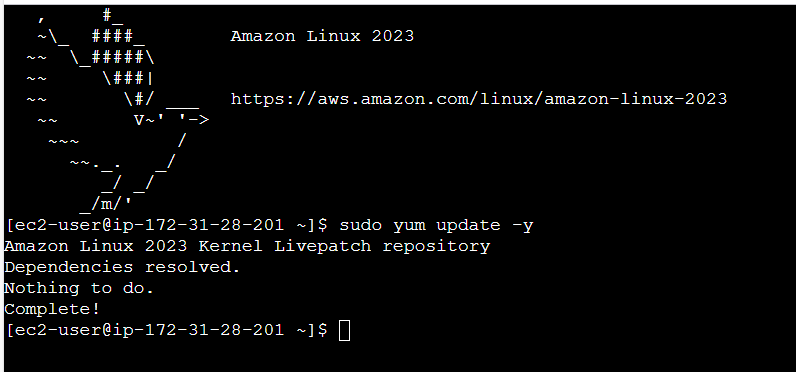 ,     #_
   ~\_  ####_        Amazon Linux 2023
  ~~  \_#####\
  ~~     \###|
  ~~       \#/ ___   https://aws.amazon.com/linux/amazon-linux-2023
   ~~       V~' '->
    ~~~         /
      ~~._.   _/
         _/ _/
       _/m/'
[ec2-user@ip-172-31-28-201 ~]$ sudo yum update -y
Amazon Linux 2023 Kernel Livepatch repository
Dependencies resolved.
Nothing to do.
Complete!
[ec2-user@ip-172-31-28-201 ~]$